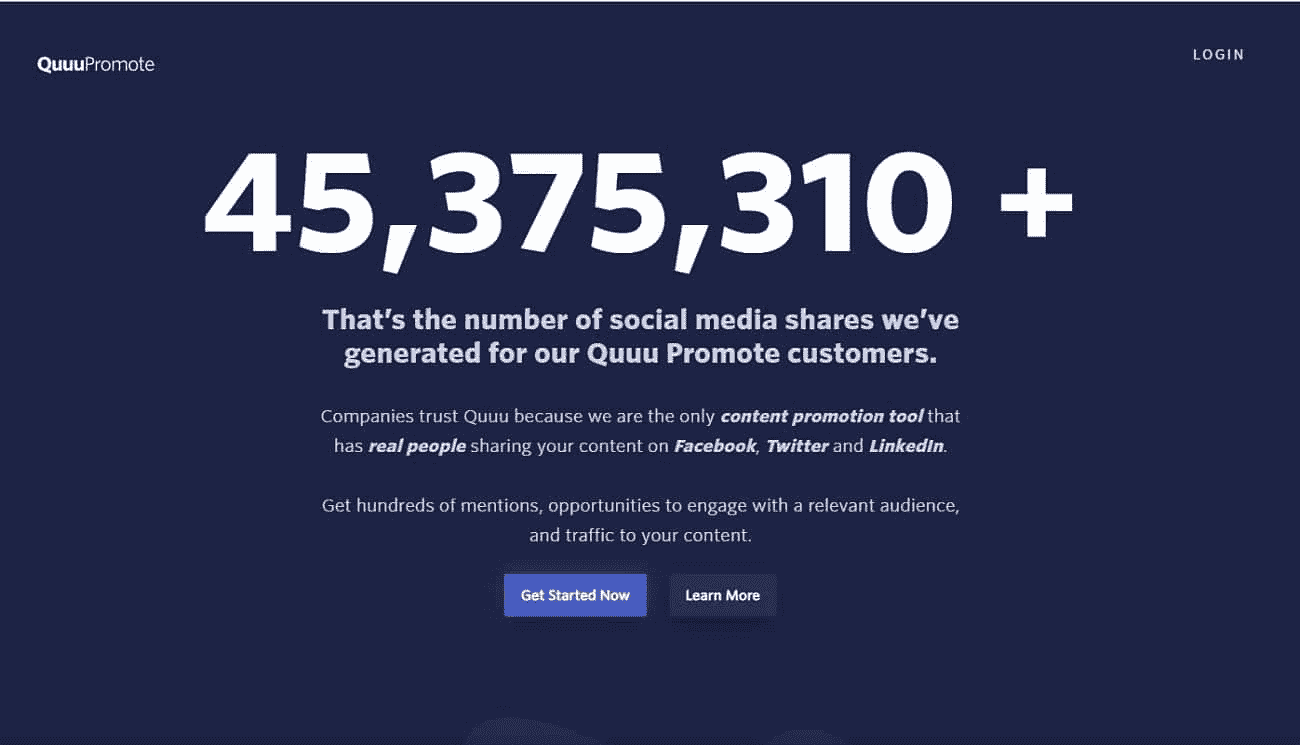 QuuuPromote
LOGIN
45,375,310 +
That's the number of social media shares we've
generated for our Quuu Promote customers.
Companies trust Quuu because we are the only content promotion tool that
has real people sharing your content on Facebook, Twitter and LinkedIn.
Get hundreds of mentions, opportunities to engage with a relevant audience,
and traffic to your content.
Get Started Now
Learn More